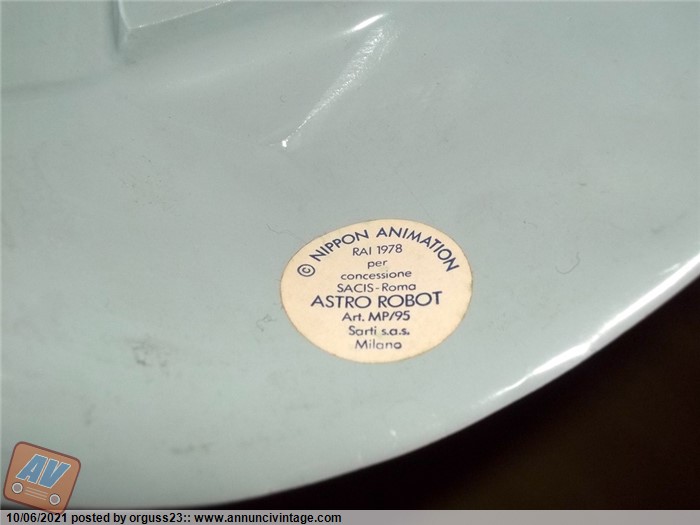 © NIPPON ANIMATION
RAI 1978
per
concessione
SACIS-Roma
ASTRO ROBOT
Art. MP/95
Sarti s.a.s.
Milano
AV
10/06/2021 posted by orguss23:: www.annuncivintage.com